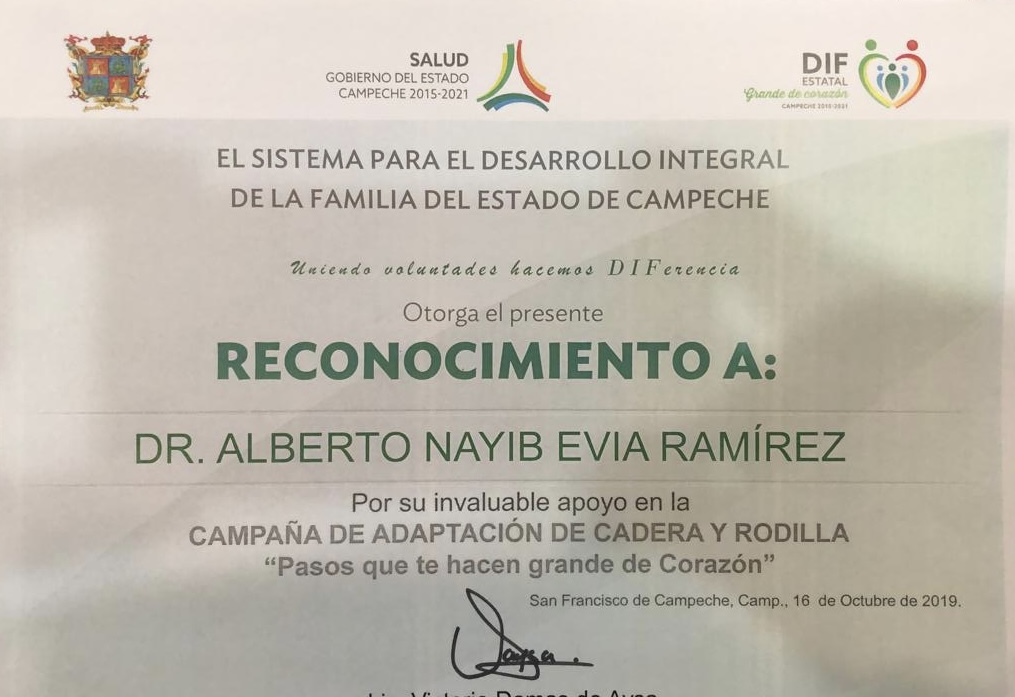 SALUD
GOBIERNO DEL ESTADO
CAMPECHE 2015-2021
DIF
ESTATAL
Grande de corazón
CAMPECHE 2015-2021
EL SISTEMA PARA EL DESARROLLO INTEGRAL
DE LA FAMILIA DEL ESTADO DE CAMPECHE
Uniendo voluntades hacemos DIFerencia
Otorga el presente
RECONOCIMIENTO A:
DR. ALBERTO NAYIB EVIA RAMÍREZ
Por su invaluable apoyo en la
CAMPAÑA DE ADAPTACIÓN DE CADERA Y RODILLA
“Pasos que te hacen grande de Corazón”
San Francisco de Campeche, Camp., 16 de Octubre de 2019.